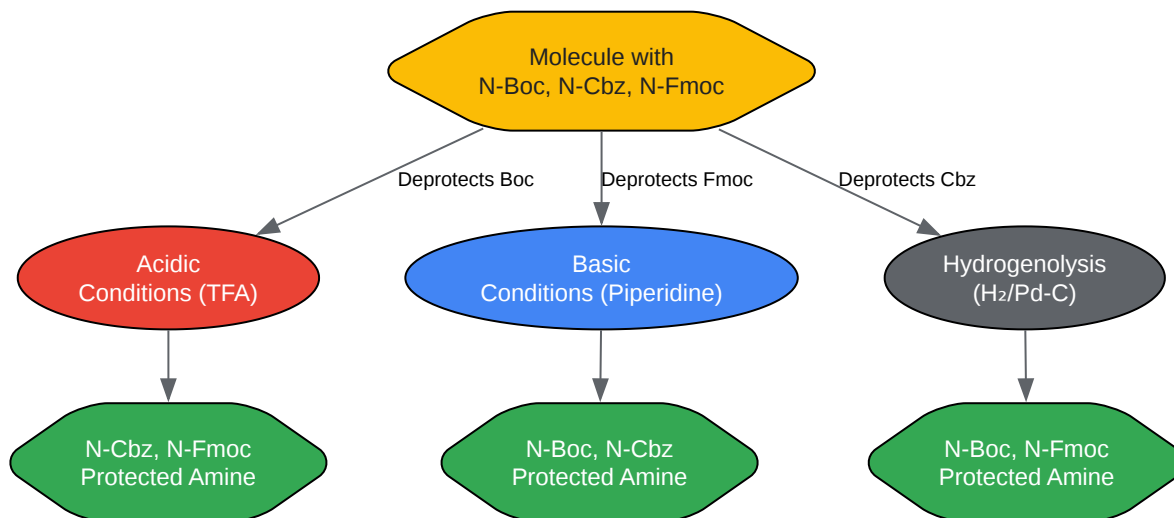 Molecule with
N-Boc, N-Cbz, N-Fmoc
Deprotects Boc
Deprotects Fmoc
Deprotects Cbz
Acidic
Conditions (TFA)
Basic
Conditions (Piperidine)
Hydrogenolysis
(H₂/Pd-C)
N-Cbz, N-Fmoc
Protected Amine
N-Boc, N-Cbz
Protected Amine
N-Boc, N-Fmoc
Protected Amine